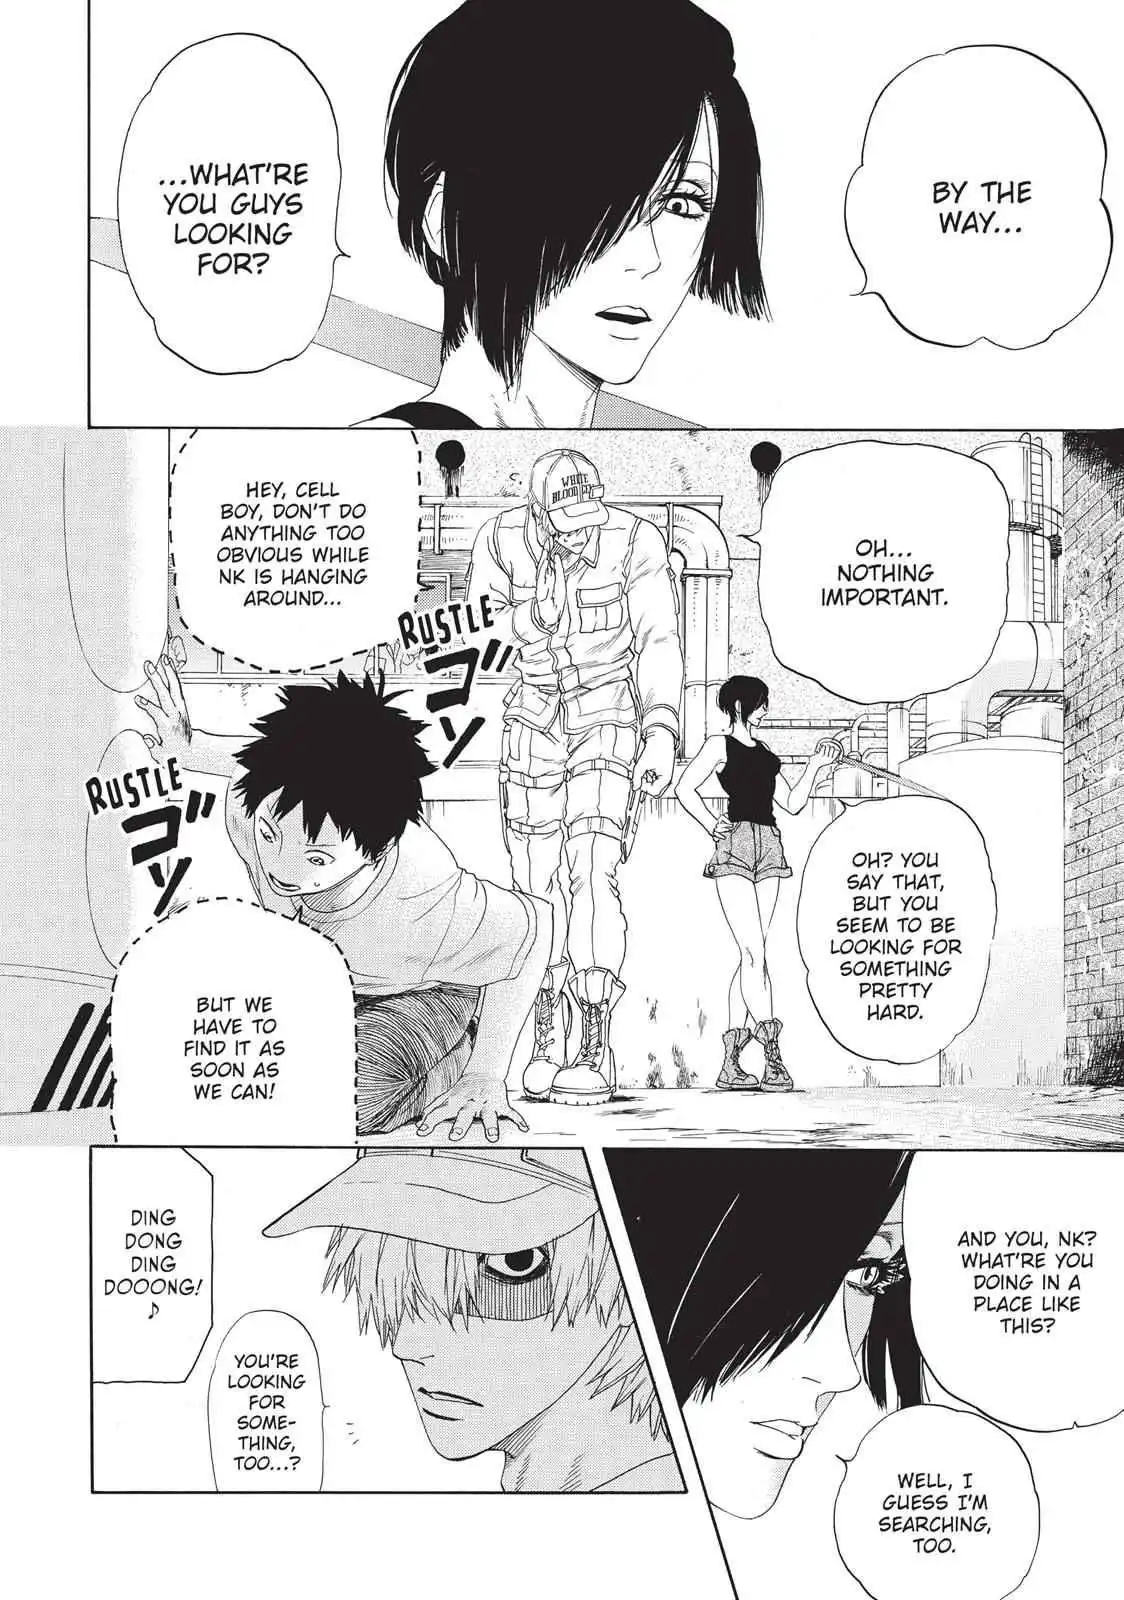 BY THE
WAY...
...WHAT'RE
YOU GUYS
LOOKING
FOR?
OH...
NOTHING
IMPORTANT.
WHITE
BLOOD CE
HEY, CELL
BOY, DON'T DO
ANYTHING TOO
OBVIOUS WHILE
NK IS HANGING
AROUND...
RUSTLE
ゴソ
RUSTLE
ゴソ
OH? YOU
SAY THAT,
BUT YOU
SEEM TO BE
LOOKING FOR
SOMETHING
PRETTY
HARD.
BUT WE
HAVE TO
FIND IT AS
SOON AS
WE CAN!
AND YOU, NK?
WHAT'RE YOU
DOING IN A
PLACE LIKE
THIS?
WELL, I
GUESS I'M
SEARCHING,
TOO.
DING
DONG
DING
DOOONG!
♪
YOU'RE
LOOKING
FOR
SOME-
THING,
TOO...?